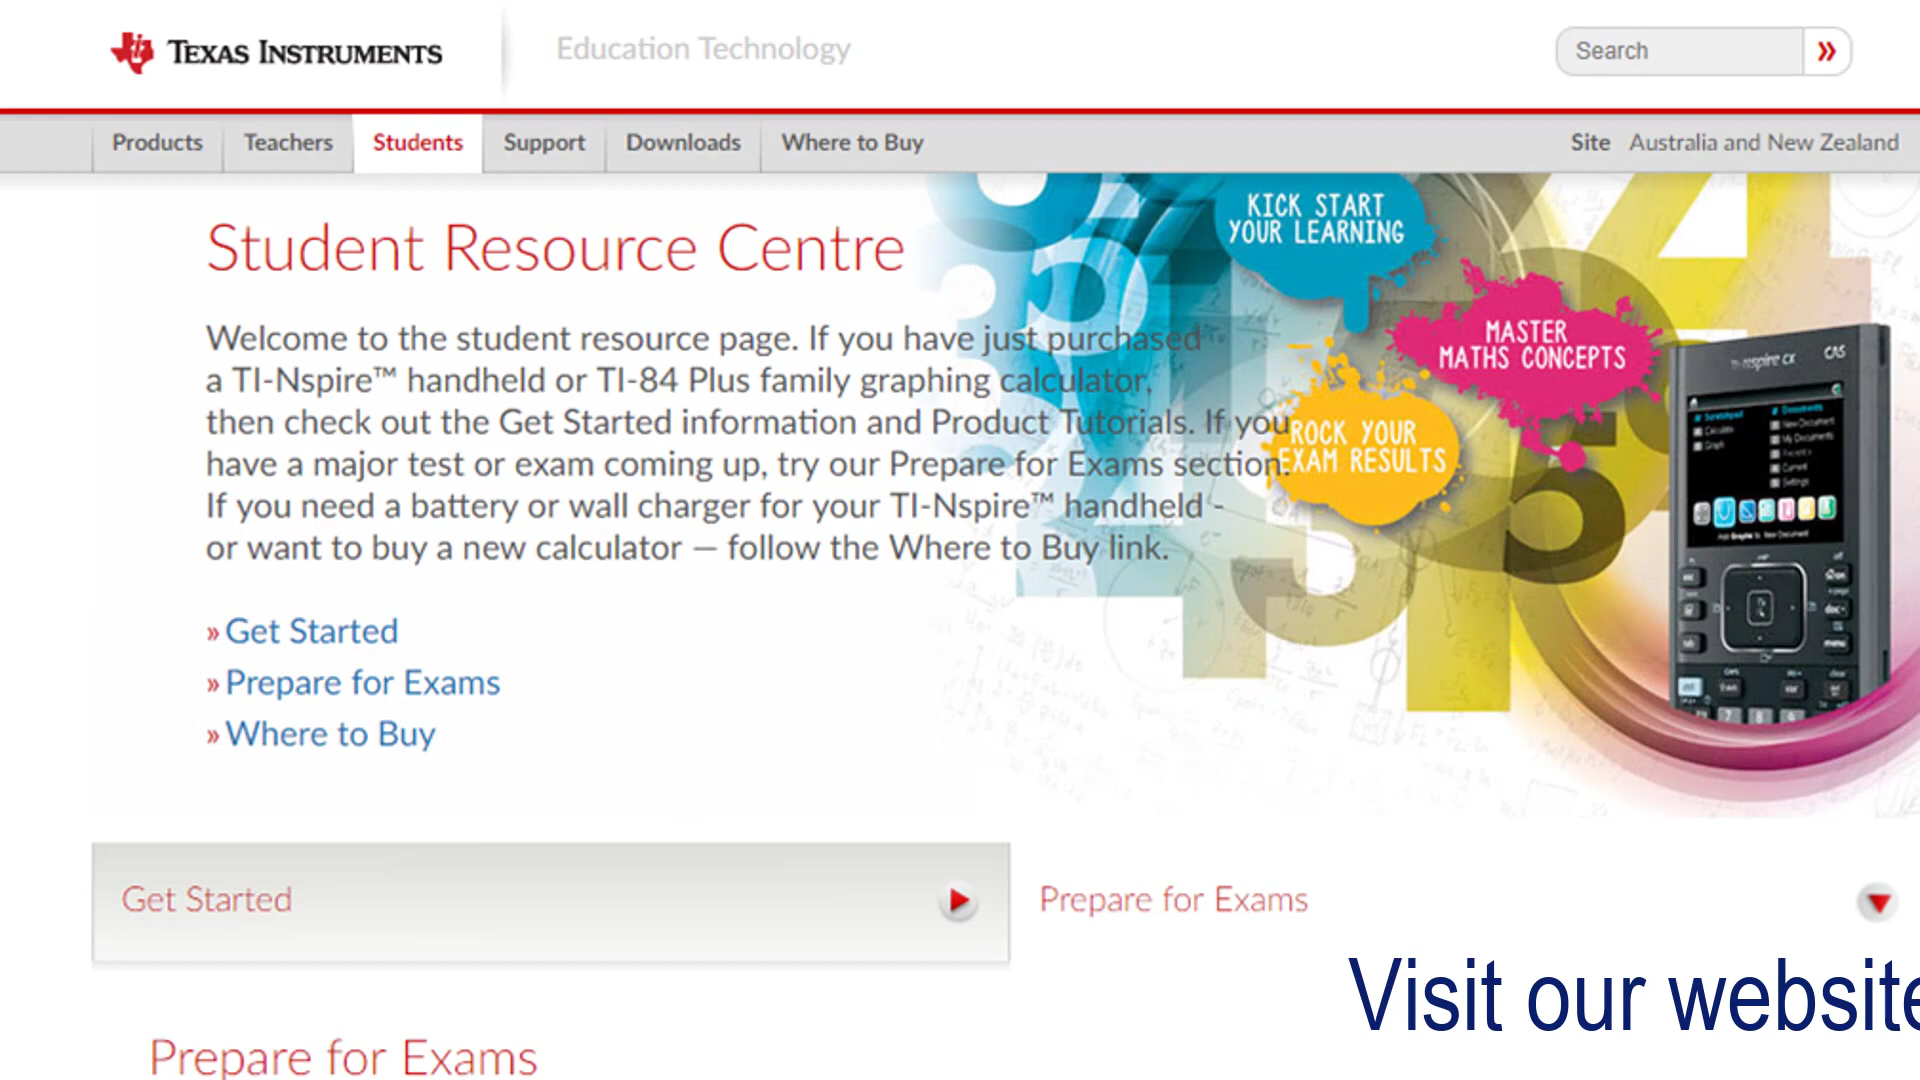 TEXAS INSTRUMENTS
Education Technology
Search
Products Teachers Students Support Downloads Where to Buy
Site Australia and New Zealand
Student Resource Centre
Welcome to the student resource page. If you have just purchased
a TI-Nspire™ handheld or TI-84 Plus family graphing calculator,
then check out the Get Started information and Product Tutorials. If you
have a major test or exam coming up, try our Prepare for Exams section.
If you need a battery or wall charger for your TI-Nspire™ handheld -
or want to buy a new calculator — follow the Where to Buy link.
» Get Started
» Prepare for Exams
» Where to Buy
KICK START
YOUR LEARNING
MASTER
MATHS CONCEPTS
ROCK YOUR
EXAM RESULTS
TI-nspire cx CAS
Get Started
Prepare for Exams
Visit our website
Prepare for Exams